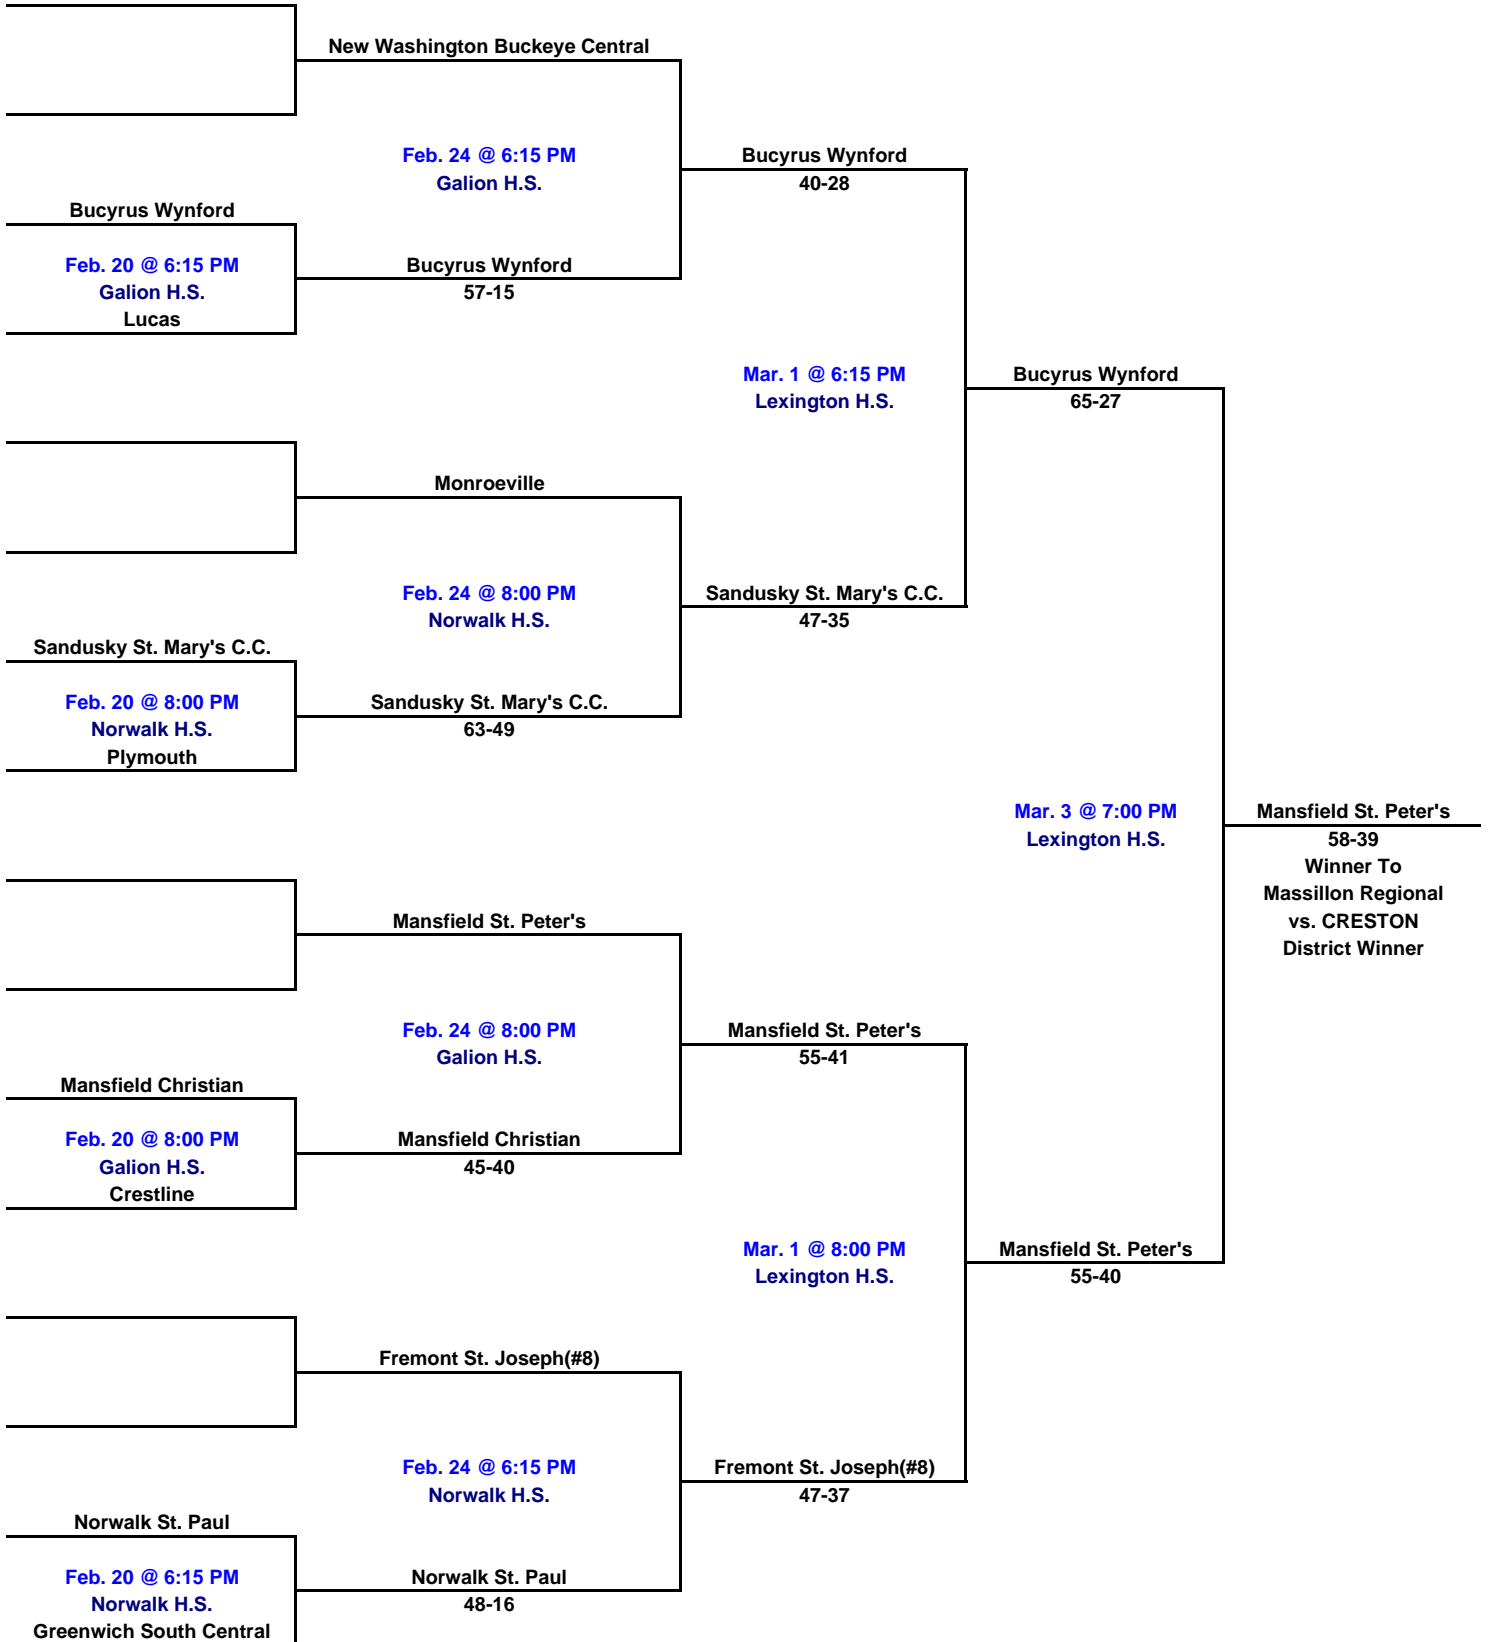 New Washington Buckeye Central
Feb. 24 @ 6:15 PM
Galion H.S.
Bucyrus Wynford
40-28
Bucyrus Wynford
Feb. 20 @ 6:15 PM
Galion H.S.
Lucas
Bucyrus Wynford
57-15
Mar. 1 @ 6:15 PM
Lexington H.S.
Bucyrus Wynford
65-27
Monroeville
Feb. 24 @ 8:00 PM
Norwalk H.S.
Sandusky St. Mary's C.C.
47-35
Sandusky St. Mary's C.C.
Feb. 20 @ 8:00 PM
Norwalk H.S.
Plymouth
Sandusky St. Mary's C.C.
63-49
Mar. 3 @ 7:00 PM
Lexington H.S.
Mansfield St. Peter's
58-39
Winner To
Massillon Regional
vs. CRESTON
District Winner
Mansfield St. Peter's
Feb. 24 @ 8:00 PM
Galion H.S.
Mansfield St. Peter's
55-41
Mansfield Christian
Feb. 20 @ 8:00 PM
Galion H.S.
Crestline
Mansfield Christian
45-40
Mar. 1 @ 8:00 PM
Lexington H.S.
Mansfield St. Peter's
55-40
Fremont St. Joseph(#8)
Feb. 24 @ 6:15 PM
Norwalk H.S.
Fremont St. Joseph(#8)
47-37
Norwalk St. Paul
Feb. 20 @ 6:15 PM
Norwalk H.S.
Greenwich South Central
Norwalk St. Paul
48-16